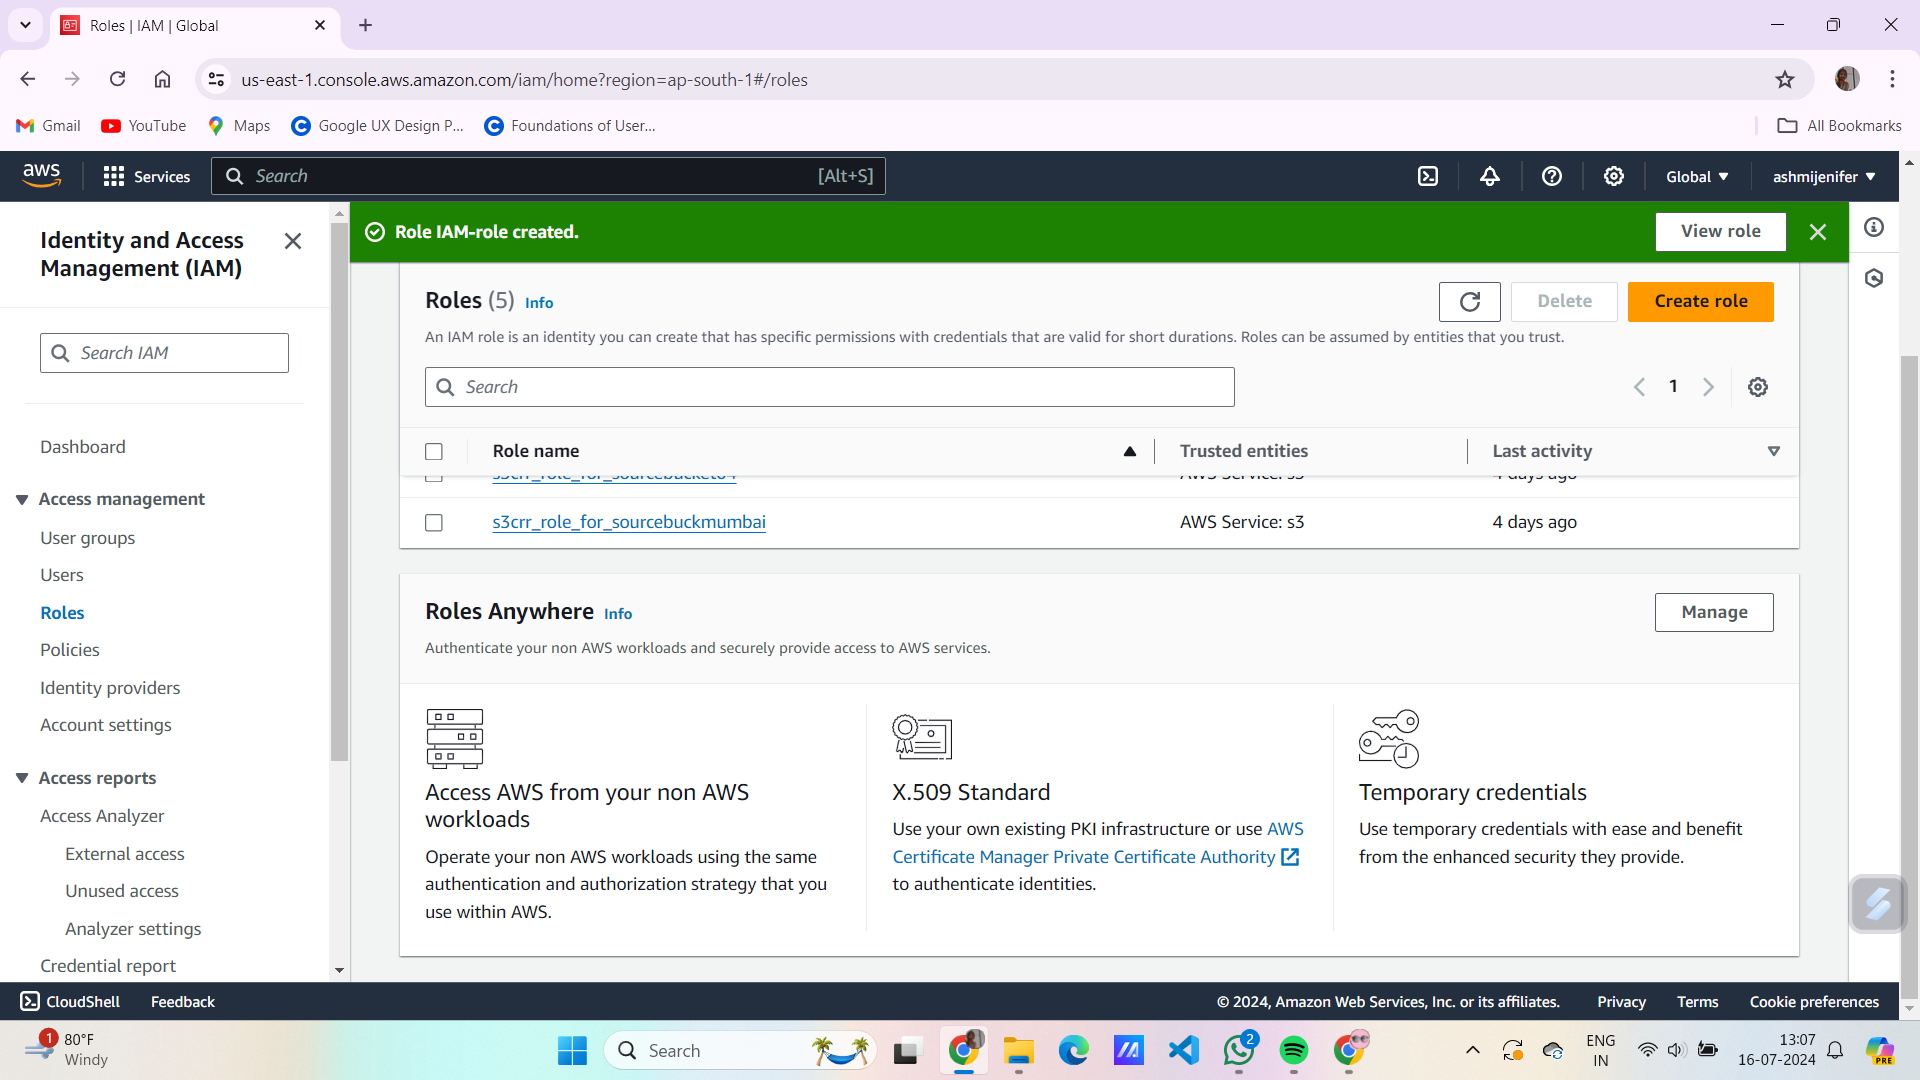 Roles | IAM | Global
us-east-1.console.aws.amazon.com/iam/home?region=ap-south-1#/roles
Gmail YouTube Maps Google UX Design P... Foundations of User... All Bookmarks
aws Services Search [Alt+S] Global ashmijenifer
Identity and Access
Management (IAM)
Search IAM
Dashboard
Access management
User groups
Users
Roles
Policies
Identity providers
Account settings
Access reports
Access Analyzer
External access
Unused access
Analyzer settings
Credential report
Role IAM-role created. View role
Roles (5) Info Delete Create role
An IAM role is an identity you can create that has specific permissions with credentials that are valid for short durations. Roles can be assumed by entities that you trust.
Search 1
Role name Trusted entities Last activity
AWS Service: s3 4 days ago
s3crr_role_for_sourcebuckmumbai AWS Service: s3 4 days ago
Roles Anywhere Info Manage
Authenticate your non AWS workloads and securely provide access to AWS services.
Access AWS from your non AWS
workloads
Operate your non AWS workloads using the same
authentication and authorization strategy that you
use within AWS.
X.509 Standard
Use your own existing PKI infrastructure or use AWS
Certificate Manager Private Certificate Authority
to authenticate identities.
Temporary credentials
Use temporary credentials with ease and benefit
from the enhanced security they provide.
CloudShell Feedback © 2024, Amazon Web Services, Inc. or its affiliates. Privacy Terms Cookie preferences
1 80°F
Windy
Search
2
ENG
IN
13:07
16-07-2024
PRE